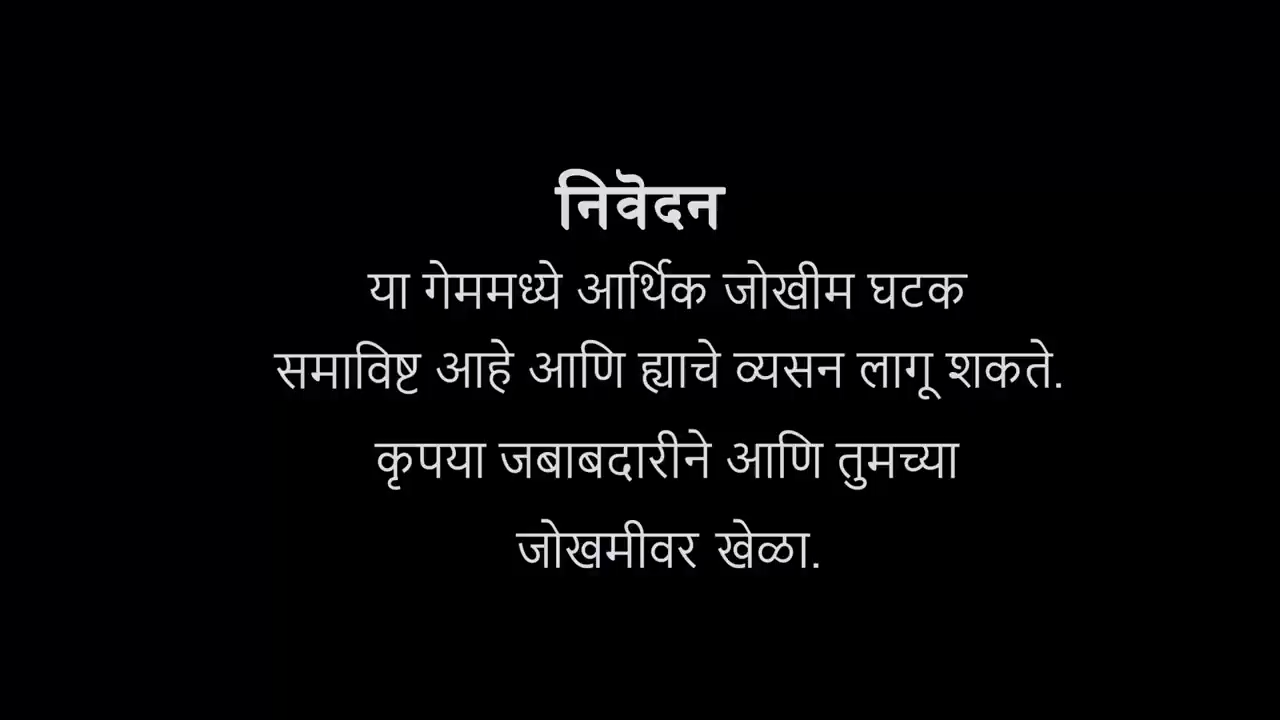 निवॆदन
या गेममध्ये आर्थिक जोखीम घटक
समाविष्ट आहे आणि ह्याचे व्यसन लागू शकते.
कृपया जबाबदारीने आणि तुमच्या
जोखमीवर खेळा.